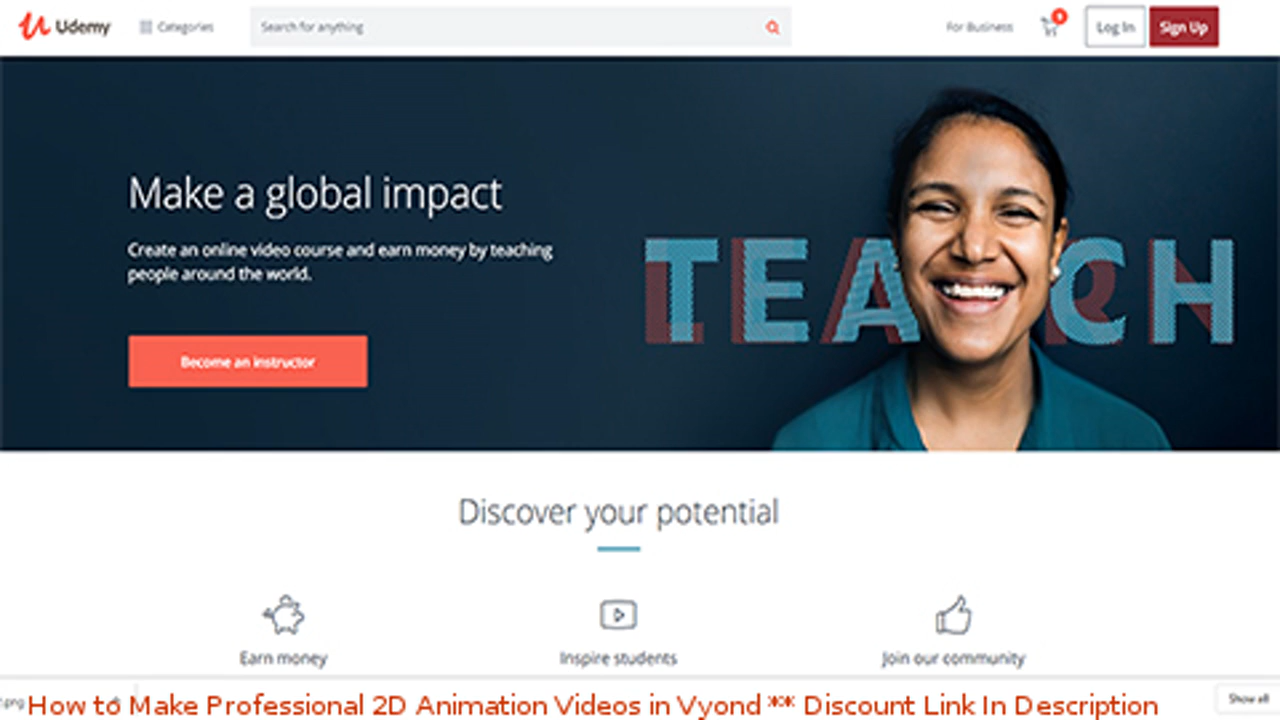 Udemy
Categories
Search for anything
For Business
Log In
Sign Up
Make a global impact
Create an online video course and earn money by teaching
people around the world.
TEACH
Become an instructor
Discover your potential
Earn money
Inspire students
Join our community
.png
How to Make Professional 2D Animation Videos in Vyond ** Discount Link In Description
Show all